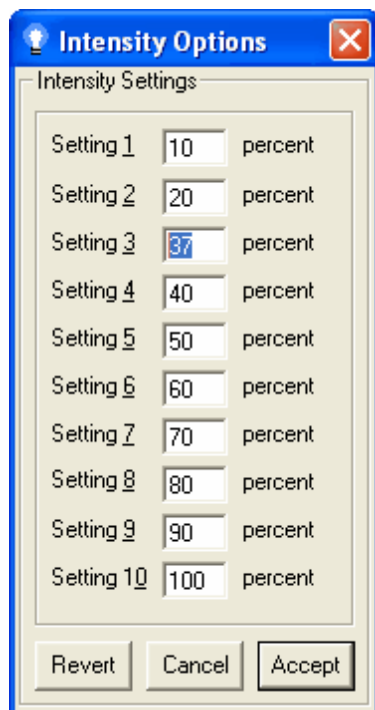 Intensity Options
Intensity Settings
Setting 1 10 percent
Setting 2 20 percent
Setting 3 37 percent
Setting 4 40 percent
Setting 5 50 percent
Setting 6 60 percent
Setting 7 70 percent
Setting 8 80 percent
Setting 9 90 percent
Setting 10 100 percent
Revert Cancel Accept